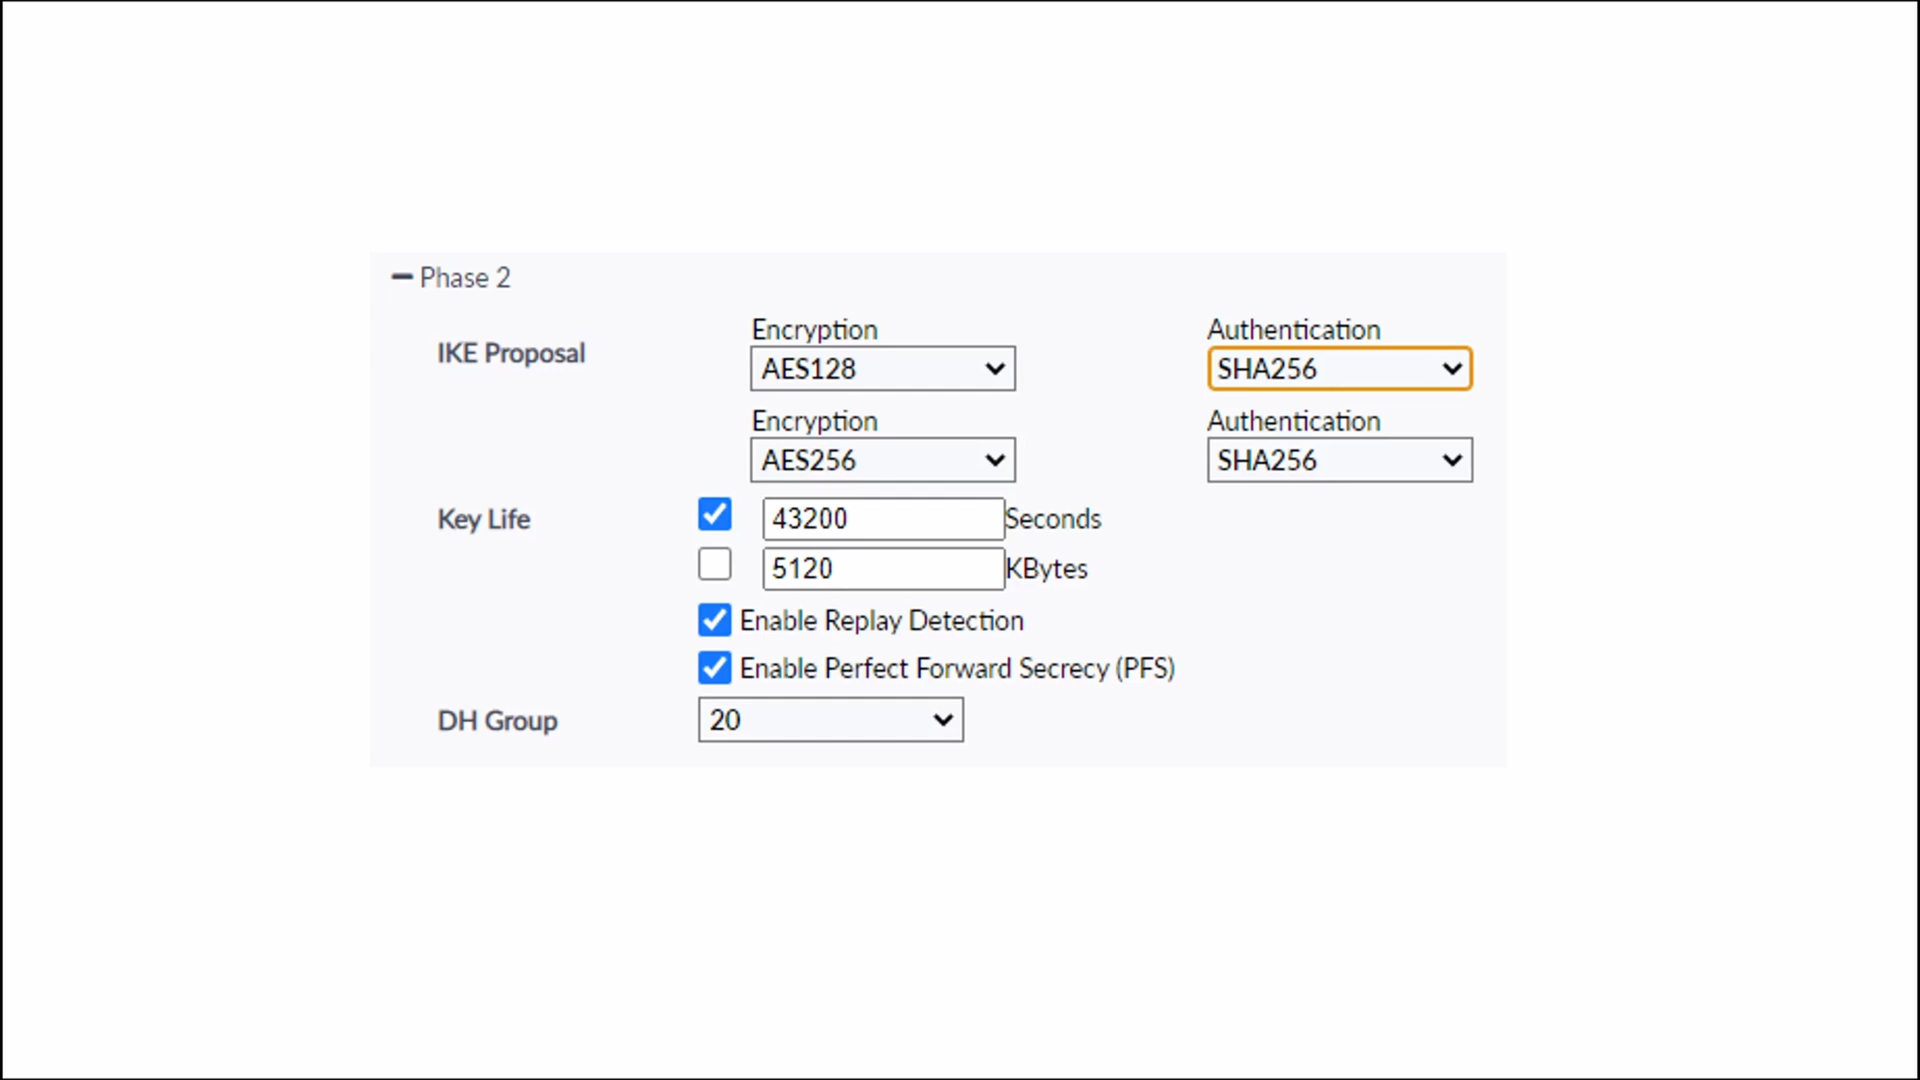 Phase 2
Encryption Authentication
IKE Proposal AES128 SHA256
Encryption Authentication
AES256 SHA256
Key Life 43200 Seconds
5120 KBytes
Enable Replay Detection
Enable Perfect Forward Secrecy (PFS)
DH Group 20